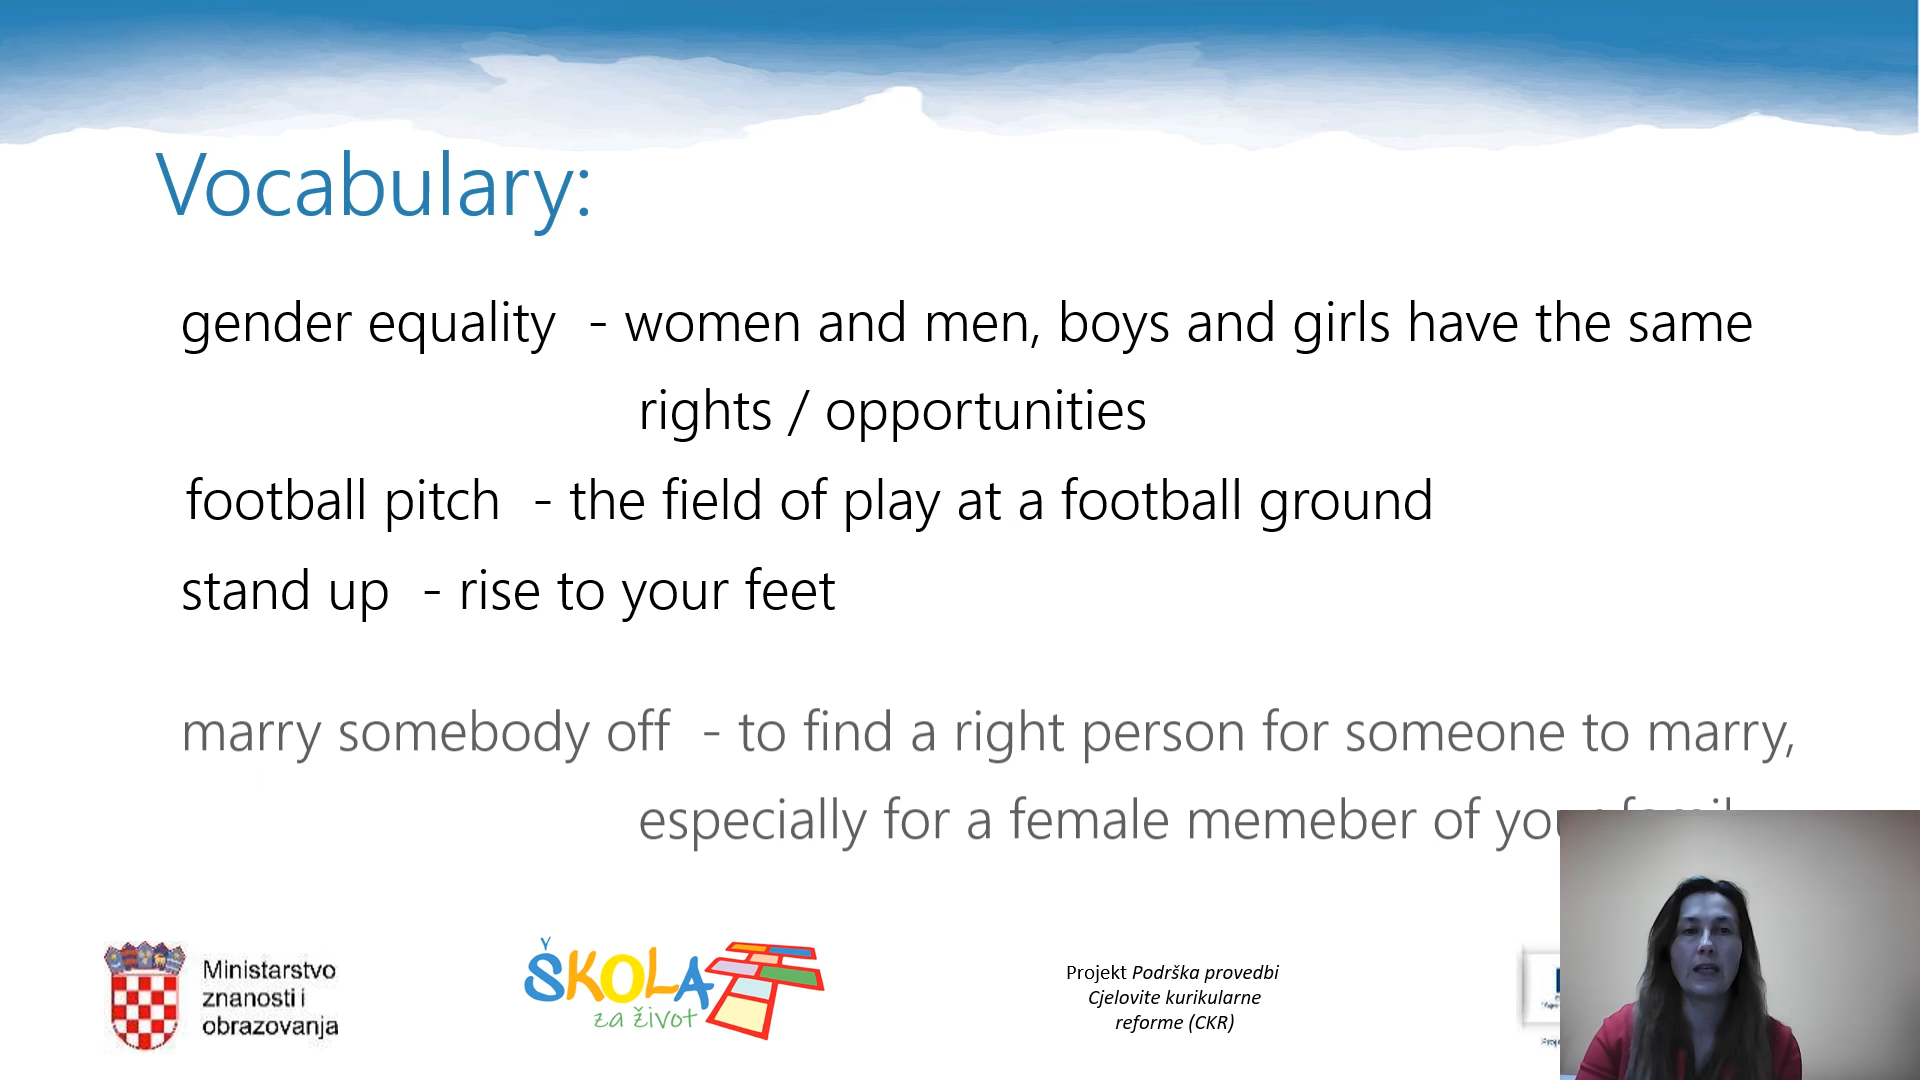 Vocabulary:
gender equality - women and men, boys and girls have the same
rights / opportunities
football pitch - the field of play at a football ground
stand up - rise to your feet
marry somebody off - to find a right person for someone to marry,
especially for a female memeber of
Ministarstvo
znanosti i
obrazovanja
ŠKOLA
za život
Projekt Podrška provedbi
Cjelovite kurikularne
reforme (CKR)